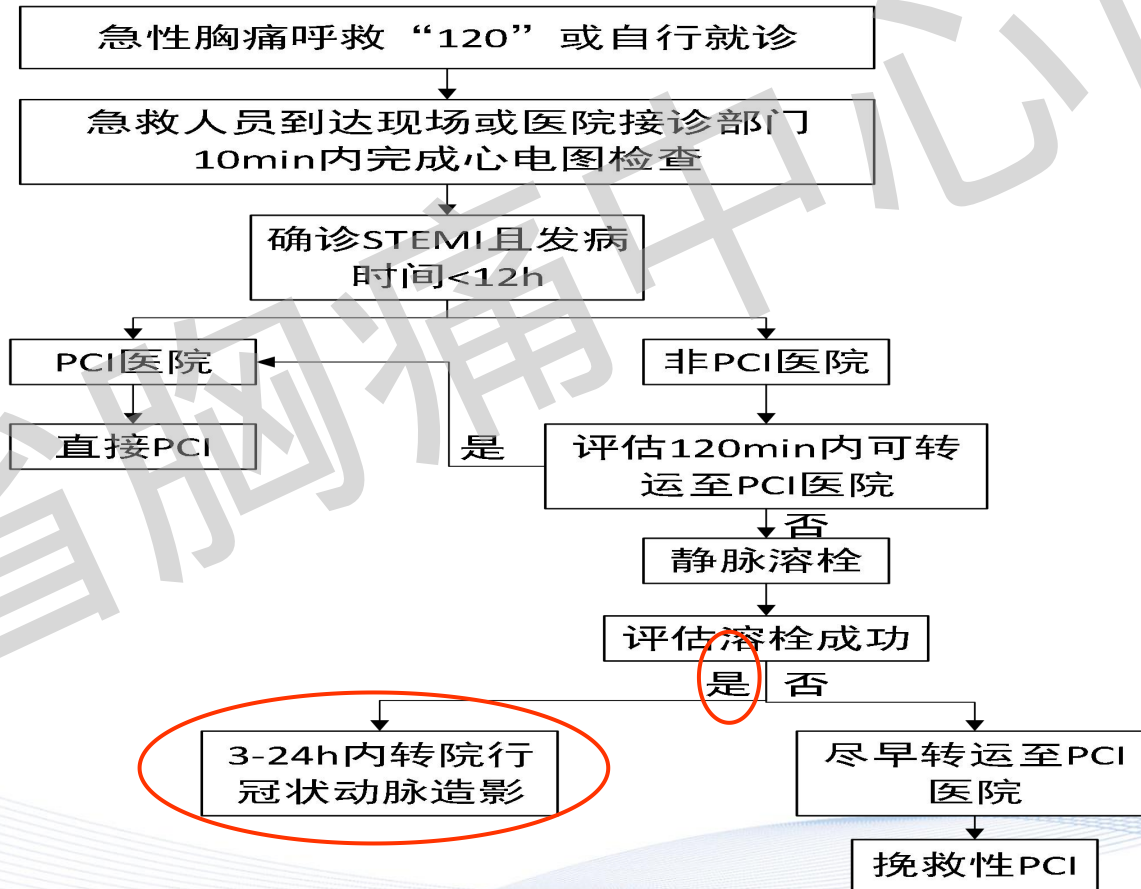 急性胸痛呼救“120”或自行就诊
急救人员到达现场或医院接诊部门
10min内完成心电图检查
确诊STEMI且发病
时间<12h
PCI医院
非PCI医院
直接PCI
是
评估120min内可转
运至PCI医院
否
静脉溶栓
评估溶栓成功
是
否
3-24h内转院行
冠状动脉造影
尽早转运至PCI
医院
挽救性PCI
省胸痛中心